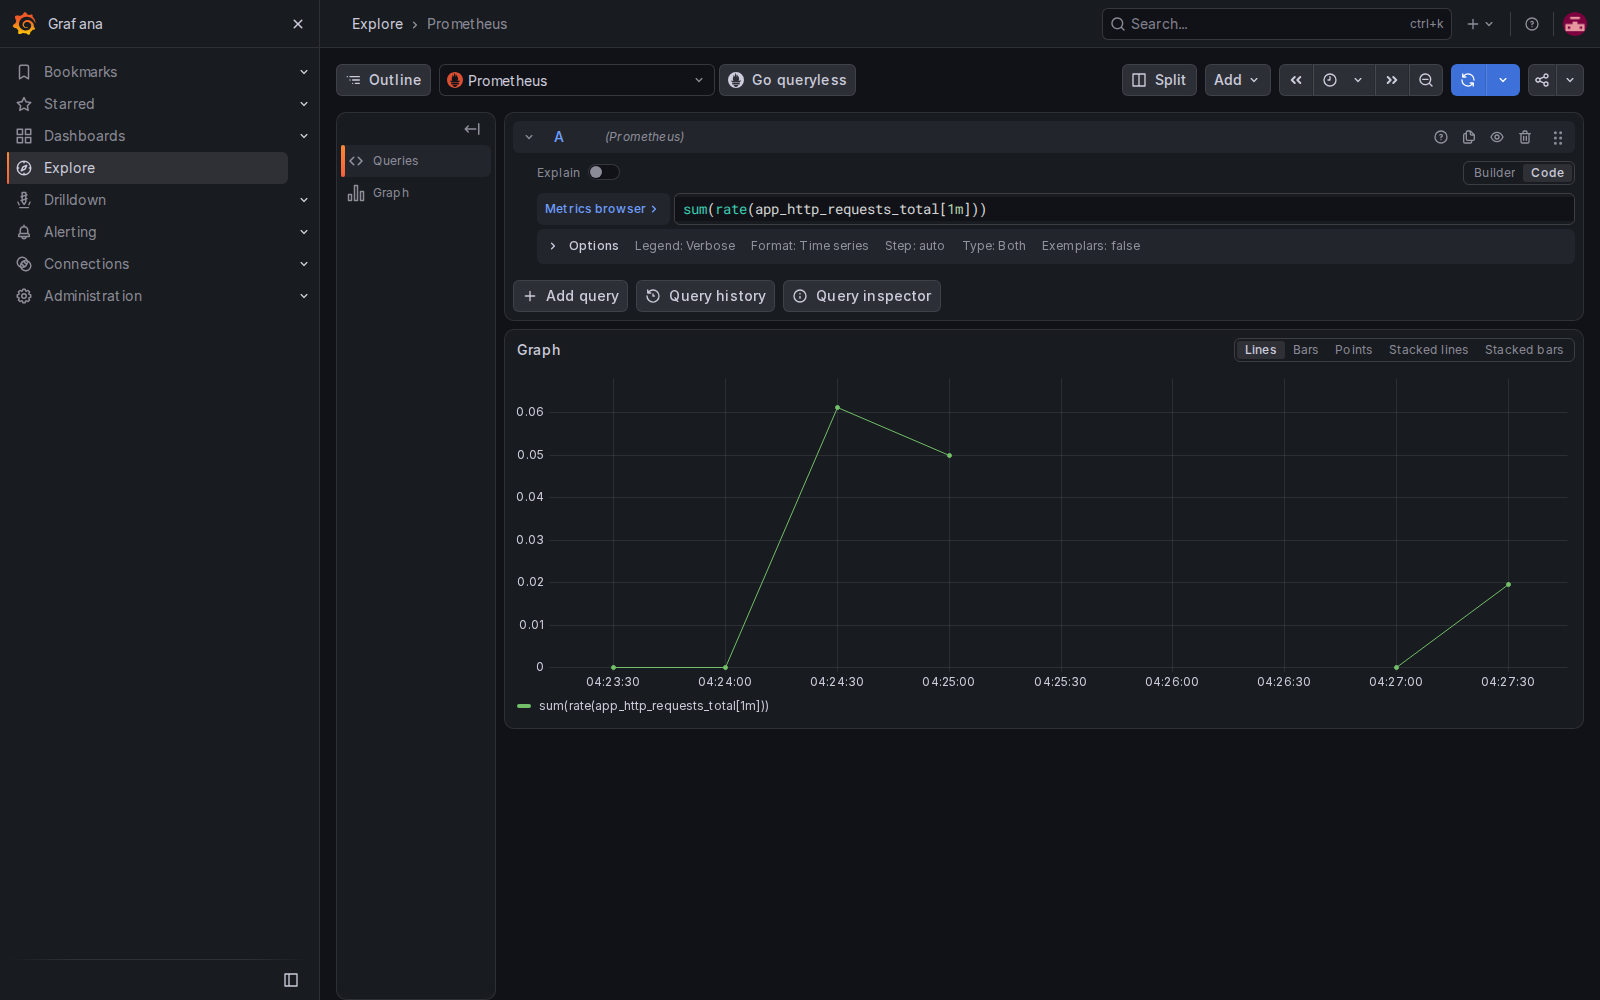 Grafana
Explore › Prometheus
Search...
ctrl+k
Bookmarks
Starred
Dashboards
Explore
Drilldown
Alerting
Connections
Administration
Outline
Prometheus
Go queryless
Split
Add
Queries
Graph
A
(Prometheus)
Explain
Builder
Code
Metrics browser
sum(rate(app_http_requests_total[1m]))
Options
Legend: Verbose
Format: Time series
Step: auto
Type: Both
Exemplars: false
Add query
Query history
Query inspector
Graph
Lines
Bars
Points
Stacked lines
Stacked bars
0.06
0.05
0.04
0.03
0.02
0.01
0
04:23:30
04:24:00
04:24:30
04:25:00
04:25:30
04:26:00
04:26:30
04:27:00
04:27:30
sum(rate(app_http_requests_total[1m]))